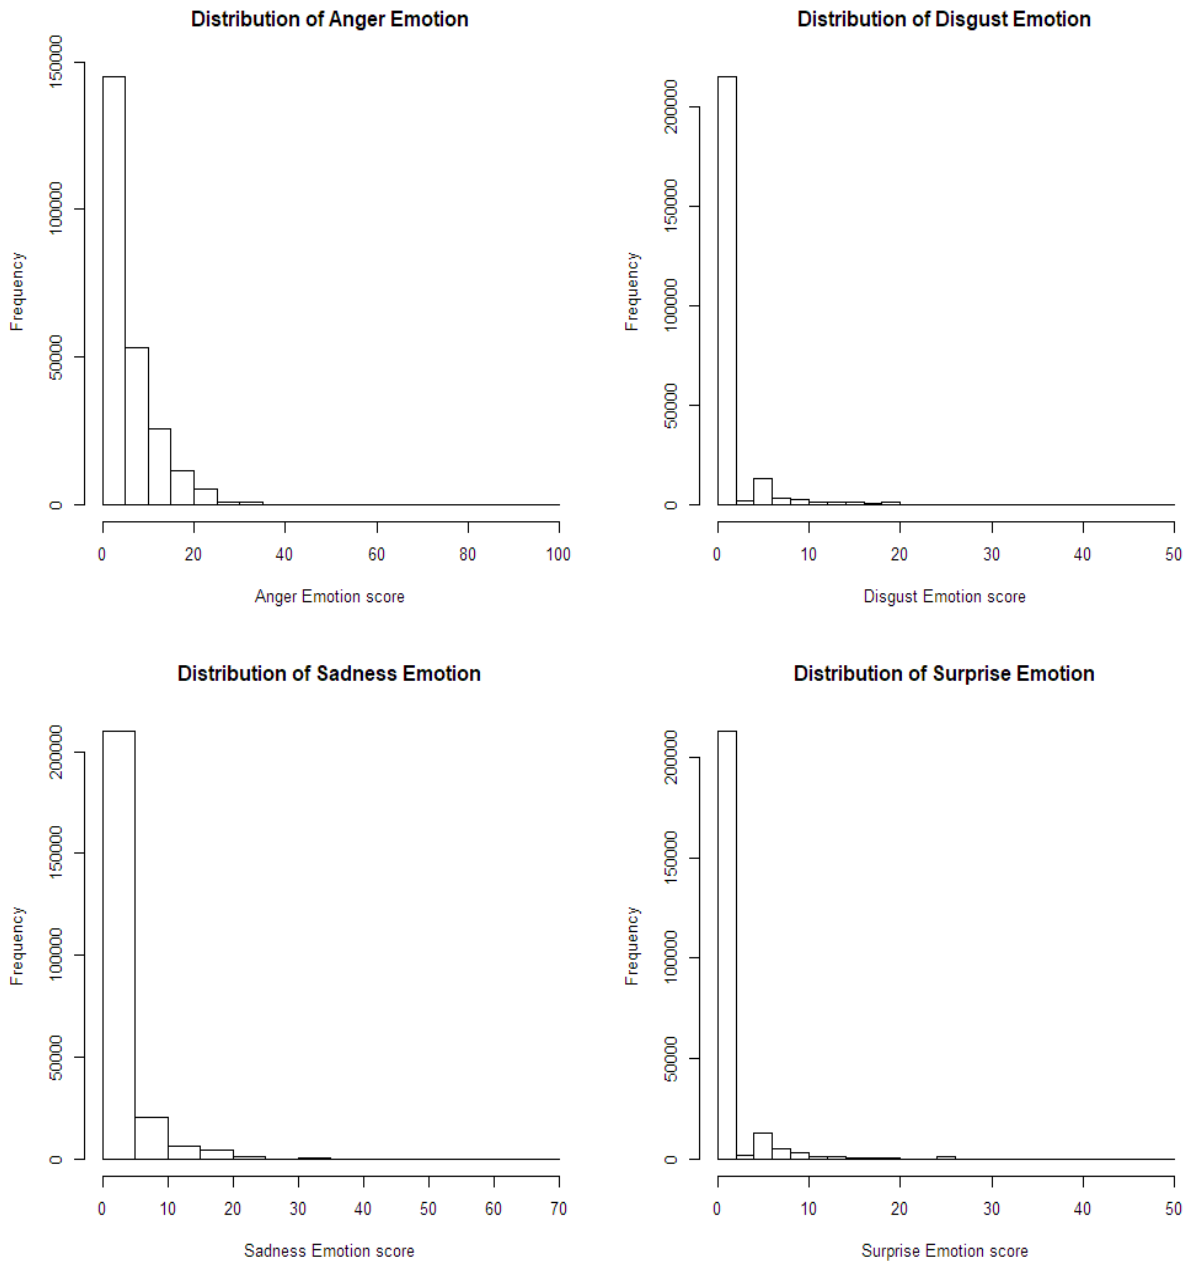 Distribution of Anger Emotion
150000
100000
50000
0
Frequency
0 20 40 60 80 100
Anger Emotion score
Distribution of Disgust Emotion
200000
150000
100000
50000
0
Frequency
0 10 20 30 40 50
Disgust Emotion score
Distribution of Sadness Emotion
200000
150000
100000
50000
0
Frequency
0 10 20 30 40 50 60 70
Sadness Emotion score
Distribution of Surprise Emotion
200000
150000
100000
50000
0
Frequency
0 10 20 30 40 50
Surprise Emotion score